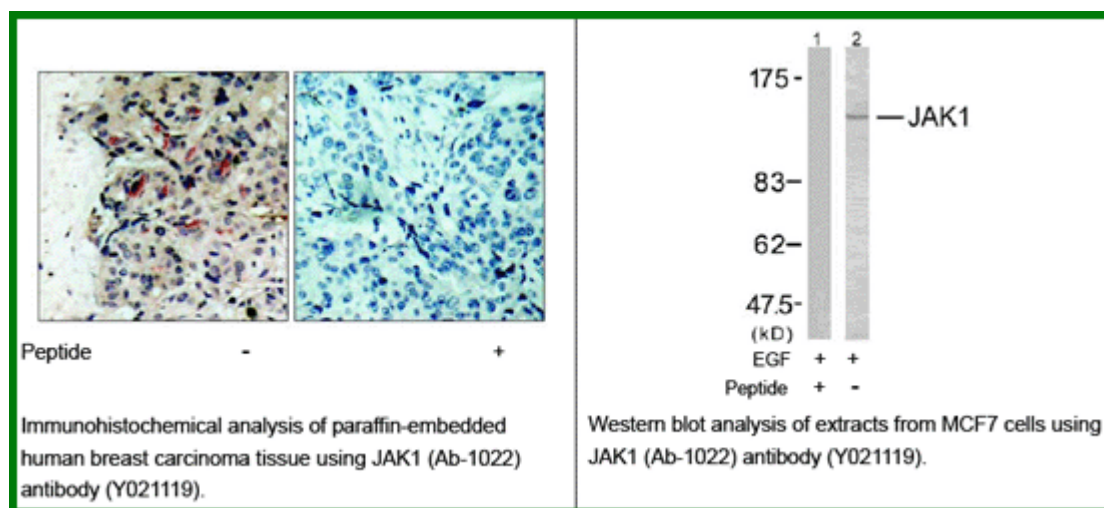 Peptide - +
Immunohistochemical analysis of paraffin-embedded
human breast carcinoma tissue using JAK1 (Ab-1022)
antibody (Y021119).
1 2
175-
JAK1
83-
62-
47.5-
(kD)
EGF + +
Peptide + -
Western blot analysis of extracts from MCF7 cells using
JAK1 (Ab-1022) antibody (Y021119).